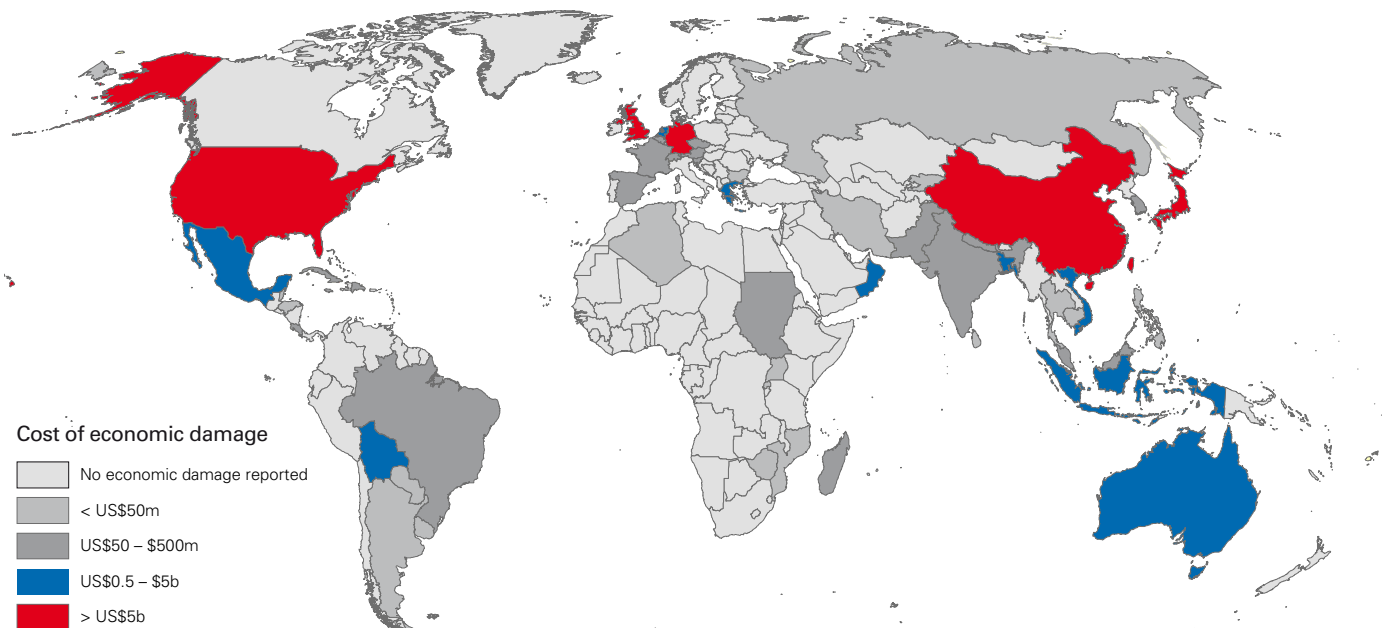 Cost of economic damage
No economic damage reported
< US$50m
US$50 – $500m
US$0.5 – $5b
> US$5b